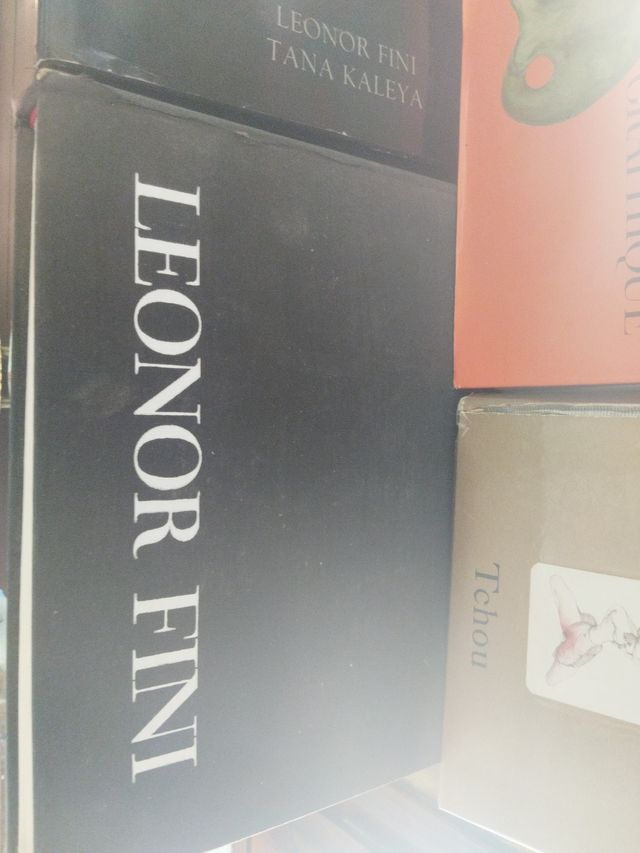 LEONOR FINI
TANA KALEYA
LEONOR FINI
Tchou